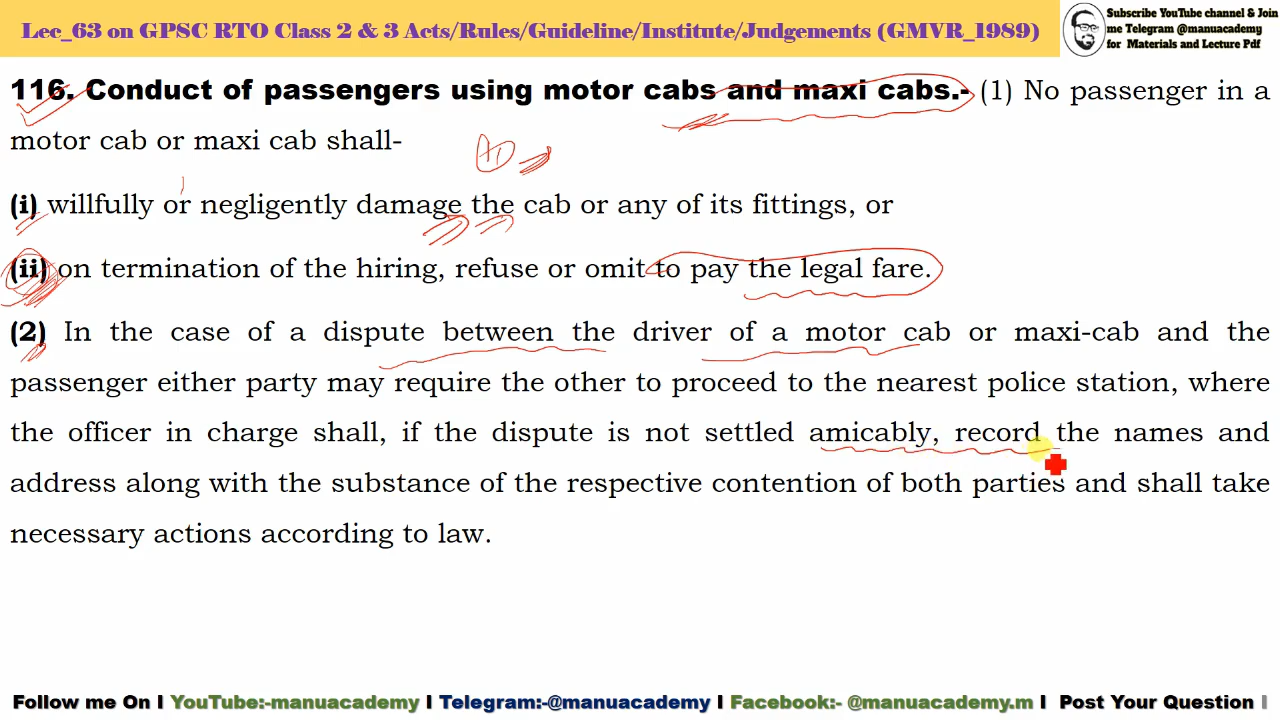 Lec_63 on GPSC RTO Class 2 & 3 Acts/Rules/Guideline/Institute/Judgements (GMVR_1989)
Subscribe YouTube channel & Join
me Telegram @manuacademy
for Materials and Lecture Pdf
116. Conduct of passengers using motor cabs and maxi cabs.- (1) No passenger in a
motor cab or maxi cab shall-
(i) willfully or negligently damage the cab or any of its fittings, or
(ii) on termination of the hiring, refuse or omit to pay the legal fare.
(2) In the case of a dispute between the driver of a motor cab or maxi-cab and the
passenger either party may require the other to proceed to the nearest police station, where
the officer in charge shall, if the dispute is not settled amicably, record the names and
address along with the substance of the respective contention of both parties and shall take
necessary actions according to law.
Follow me On I YouTube:-manuacademy I Telegram:-@manuacademy I Facebook:- @manuacademy.m I Post Your Question I